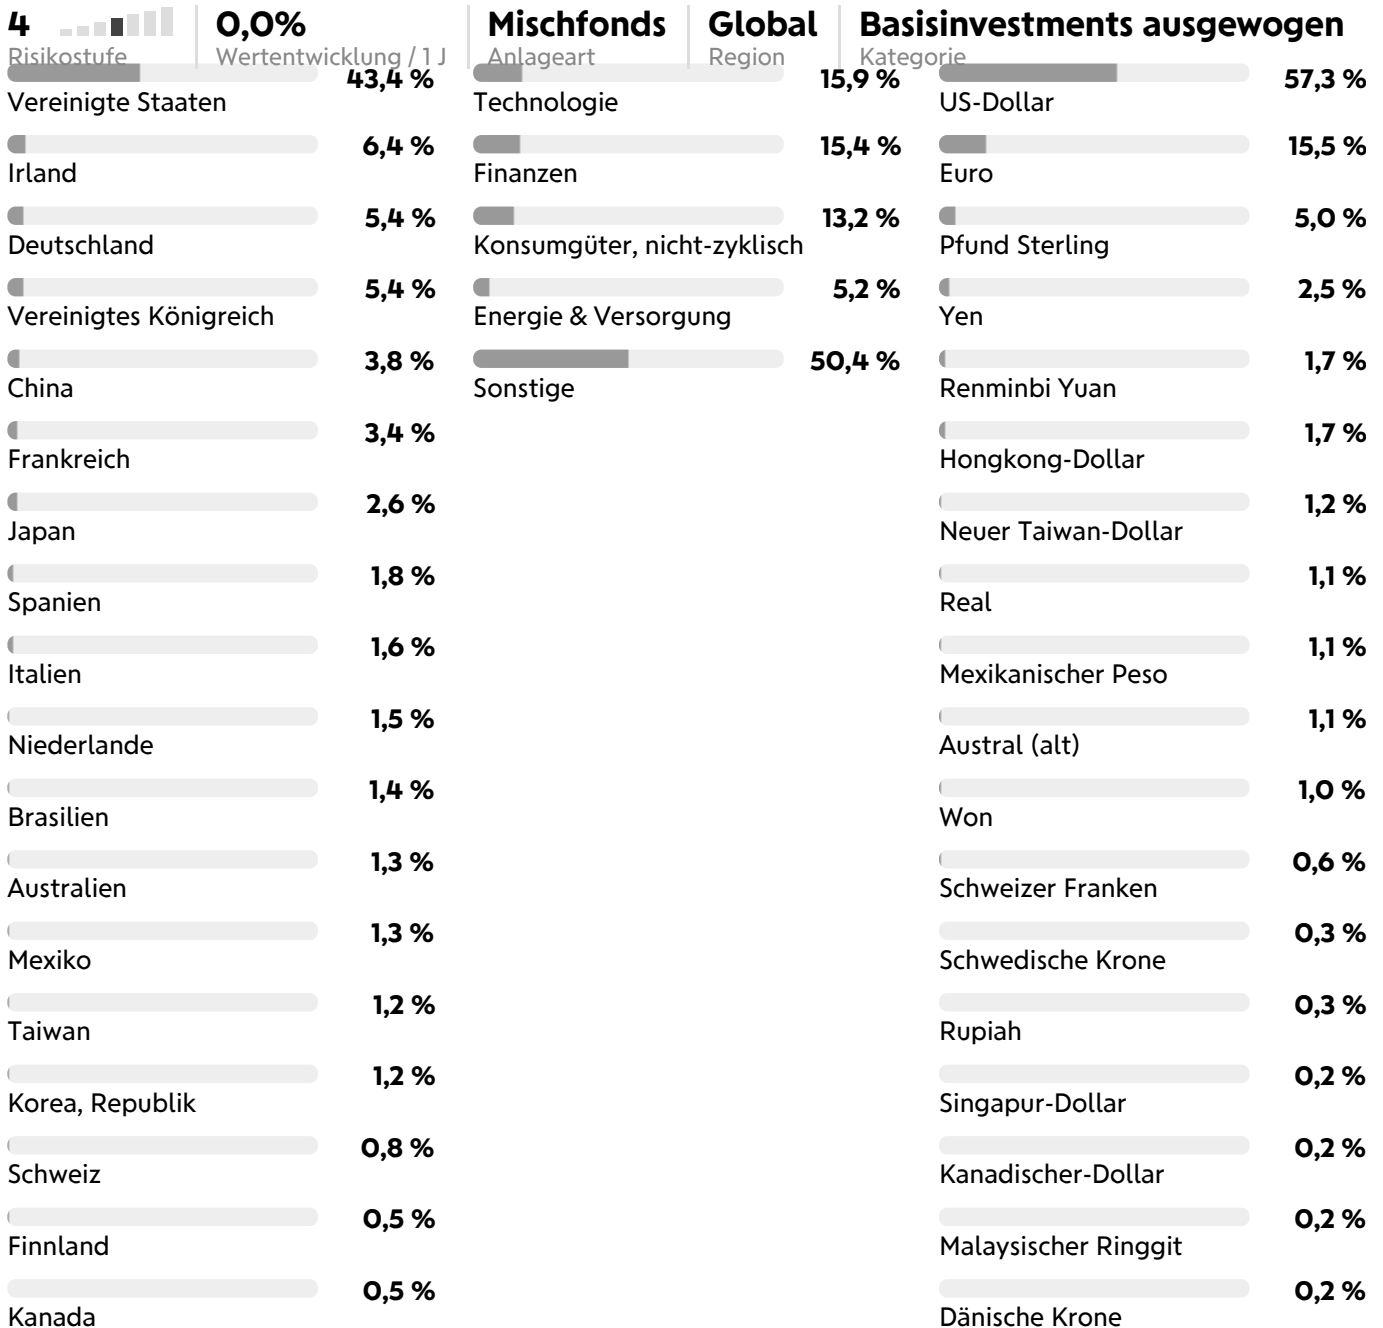 4
Risikostufe
0,0%
Wertentwicklung / 1 J
Mischfonds
Anlageart
Global
Region
Basisinvestments ausgewogen
Kategorie
43,4 %
Vereinigte Staaten
6,4 %
Irland
5,4 %
Deutschland
5,4 %
Vereinigtes Königreich
3,8 %
China
3,4 %
Frankreich
2,6 %
Japan
1,8 %
Spanien
1,6 %
Italien
1,5 %
Niederlande
1,4 %
Brasilien
1,3 %
Australien
1,3 %
Mexiko
1,2 %
Taiwan
1,2 %
Korea, Republik
0,8 %
Schweiz
0,5 %
Finnland
0,5 %
Kanada
15,9 %
Technologie
15,4 %
Finanzen
13,2 %
Konsumgüter, nicht-zyklisch
5,2 %
Energie & Versorgung
50,4 %
Sonstige
57,3 %
US-Dollar
15,5 %
Euro
5,0 %
Pfund Sterling
2,5 %
Yen
1,7 %
Renminbi Yuan
1,7 %
Hongkong-Dollar
1,2 %
Neuer Taiwan-Dollar
1,1 %
Real
1,1 %
Mexikanischer Peso
1,1 %
Austral (alt)
1,0 %
Won
0,6 %
Schweizer Franken
0,3 %
Schwedische Krone
0,3 %
Rupiah
0,2 %
Singapur-Dollar
0,2 %
Kanadischer-Dollar
0,2 %
Malaysischer Ringgit
0,2 %
Dänische Krone